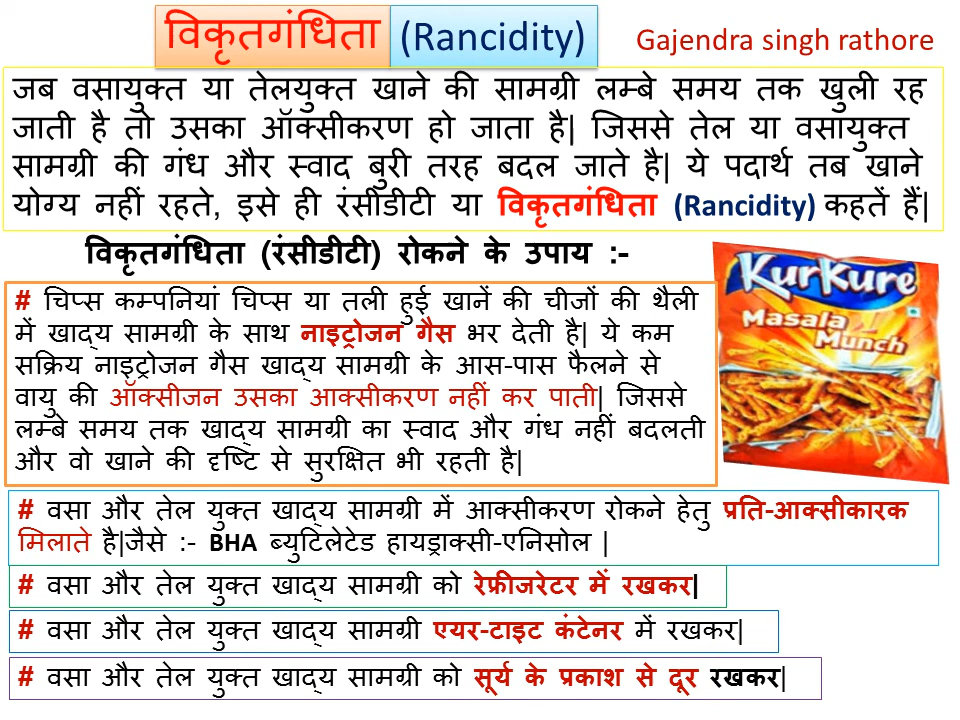 विकृतगंधिता (Rancidity) Gajendra singh rathore
जब वसायुक्त या तेलयुक्त खाने की सामग्री लम्बे समय तक खुली रह
जाती है तो उसका ऑक्सीकरण हो जाता है| जिससे तेल या वसायुक्त
सामग्री की गंध और स्वाद बुरी तरह बदल जाते है| ये पदार्थ तब खाने
योग्य नहीं रहते, इसे ही रंसीडीटी या विकृतगंधिता (Rancidity) कहतें हैं|
विकृतगंधिता (रंसीडीटी) रोकने के उपाय :-
# चिप्स कम्पनियां चिप्स या तली हुई खानें की चीजों की थैली
में खाद्य सामग्री के साथ नाइट्रोजन गैस भर देती है| ये कम
सक्रिय नाइट्रोजन गैस खाद्य सामग्री के आस-पास फैलने से
वायु की ऑक्सीजन उसका आक्सीकरण नहीं कर पाती| जिससे
लम्बे समय तक खाद्य सामग्री का स्वाद और गंध नहीं बदलती
और वो खाने की दृष्टि से सुरक्षित भी रहती है|
KurKure
Masala
Munch
# वसा और तेल युक्त खाद्य सामग्री में आक्सीकरण रोकने हेतु प्रति-आक्सीकारक
मिलाते है|जैसे :- BHA ब्युटिलेटेड हायड्राक्सी-एनिसोल |
# वसा और तेल युक्त खाद्य सामग्री को रेफ्रीजरेटर में रखकर|
# वसा और तेल युक्त खाद्य सामग्री एयर-टाइट कंटेनर में रखकर|
# वसा और तेल युक्त खाद्य सामग्री को सूर्य के प्रकाश से दूर रखकर|